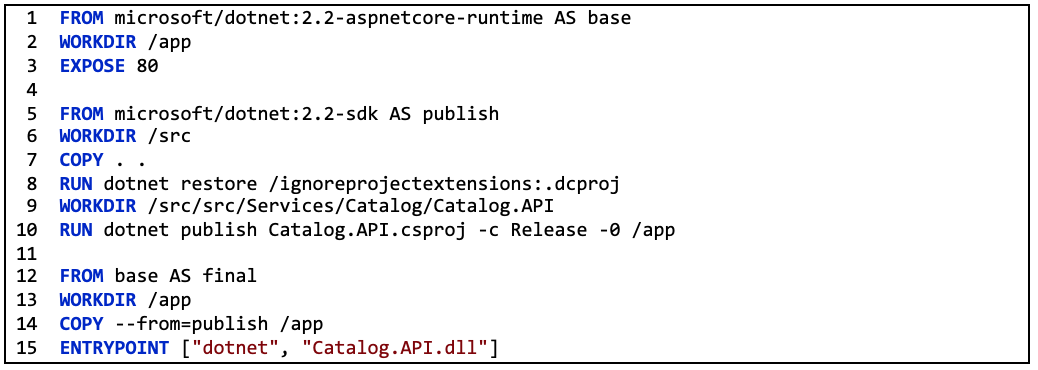 1 FROM microsoft/dotnet:2.2-aspnetcore-runtime AS base
2 WORKDIR /app
3 EXPOSE 80
4
5 FROM microsoft/dotnet:2.2-sdk AS publish
6 WORKDIR /src
7 COPY . .
8 RUN dotnet restore /ignoreprojectextensions:.dcproj
9 WORKDIR /src/src/Services/Catalog/Catalog.API
10 RUN dotnet publish Catalog.API.csproj -c Release -0 /app
11
12 FROM base AS final
13 WORKDIR /app
14 COPY --from=publish /app
15 ENTRYPOINT ["dotnet", "Catalog.API.dll"]